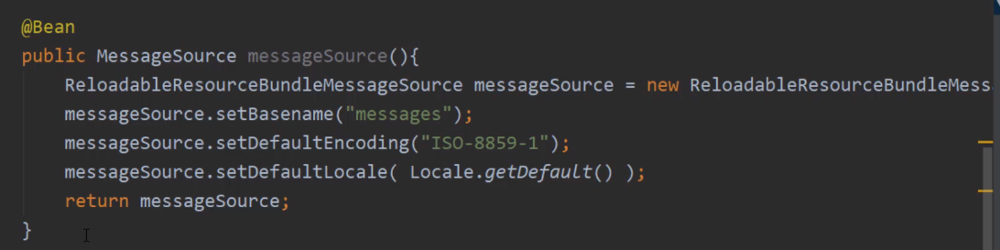 @Bean
public MessageSource messageSource(){
ReloadableResourceBundleMessageSource messageSource = new ReloadableResourceBundleMess
messageSource.setBasename("messages");
messageSource.setDefaultEncoding("ISO-8859-1");
messageSource.setDefaultLocale( Locale.getDefault() );
return messageSource;
}